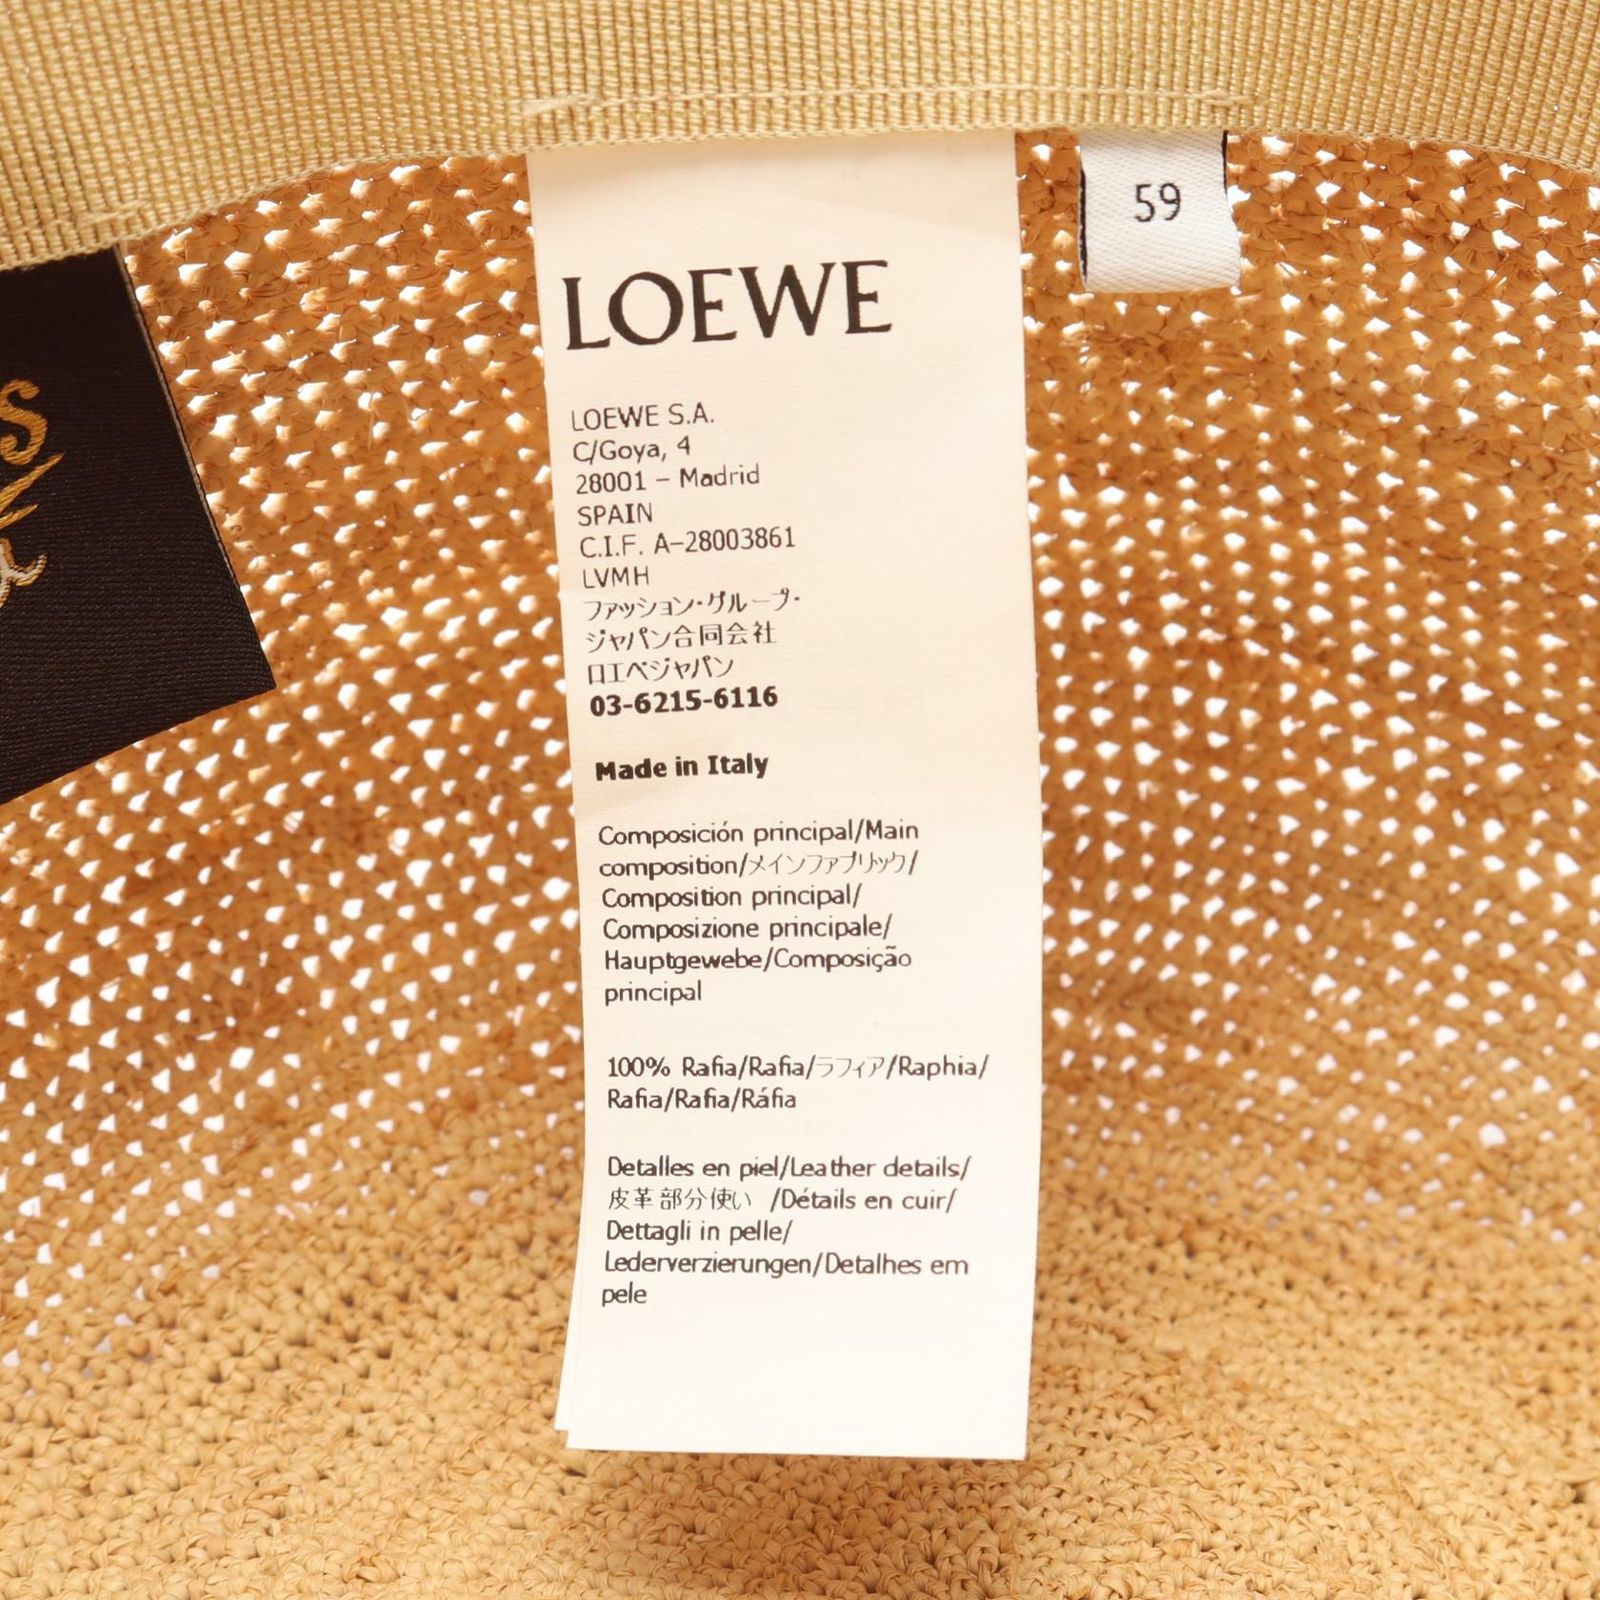 59
LOEWE
LOEWE S.A.
C/Goya, 4
28001 – Madrid
SPAIN
C.I.F. A-28003861
LVMH
ファッション・グループ・
ジャパン合同会社
ロエベジャパン
03-6215-6116
Made in Italy
Composición principal/Main
composition/メインファブリック/
Composition principal/
Composizione principale/
Hauptgewebe/Composição
principal
100% Rafia/Rafia/ラフィア/Raphia/
Rafia/Rafia/Ráfia
Detalles en piel/Leather details/
皮革部分使い /Détails en cuir/
Dettagli in pelle/
Lederverzierungen/Detalhes em
pele